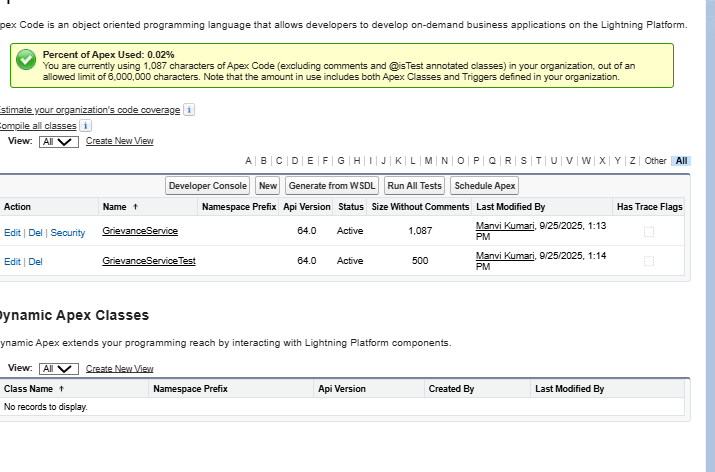 pex Code is an object oriented programming language that allows developers to develop on-demand business applications on the Lightning Platform.
Percent of Apex Used: 0.02%
You are currently using 1,087 characters of Apex Code (excluding comments and @isTest annotated classes) in your organization, out of an
allowed limit of 6,000,000 characters. Note that the amount in use includes both Apex Classes and Triggers defined in your organization.
stimate your organization's code coverage i
ompile all classes i
View: All Create New View
A | B | C | D | E | F | G | H | I | J | K | L | M | N | O | P | Q | R | S | T | U | V | W | X | Y | Z | Other All
Developer Console New Generate from WSDL Run All Tests Schedule Apex
Action Name ↑ Namespace Prefix Api Version Status Size Without Comments Last Modified By Has Trace Flags
Edit | Del | Security GrievanceService 64.0 Active 1,087 Manvi Kumari, 9/25/2025, 1:13
PM
Edit | Del GrievanceServiceTest 64.0 Active 500 Manvi Kumari, 9/25/2025, 1:14
PM
ynamic Apex Classes
ynamic Apex extends your programming reach by interacting with Lightning Platform components.
View: All Create New View
Class Name ↑ Namespace Prefix Api Version Created By Last Modified By
No records to display.